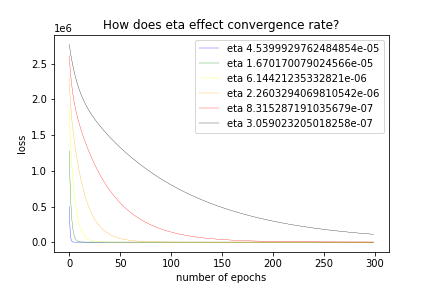 How does eta effect convergence rate?
1e6
eta 4.5399929762484854e-05
eta 1.670170079024566e-05
eta 6.14421235332821e-06
eta 2.2603294069810542e-06
eta 8.315287191035679e-07
eta 3.059023205018258e-07
2.5
2.0
1.5
1.0
0.5
0.0
loss
0 50 100 150 200 250 300
number of epochs